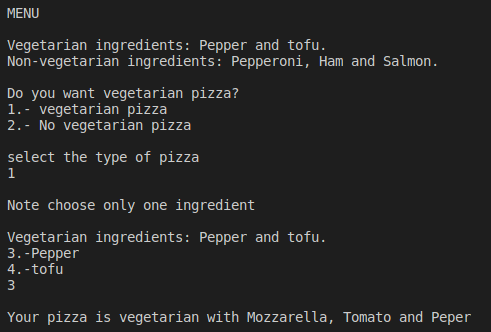 MENU
Vegetarian ingredients: Pepper and tofu.
Non-vegetarian ingredients: Pepperoni, Ham and Salmon.
Do you want vegetarian pizza?
1.- vegetarian pizza
2.- No vegetarian pizza
select the type of pizza
1
Note choose only one ingredient
Vegetarian ingredients: Pepper and tofu.
3.-Pepper
4.-tofu
3
Your pizza is vegetarian with Mozzarella, Tomato and Peper